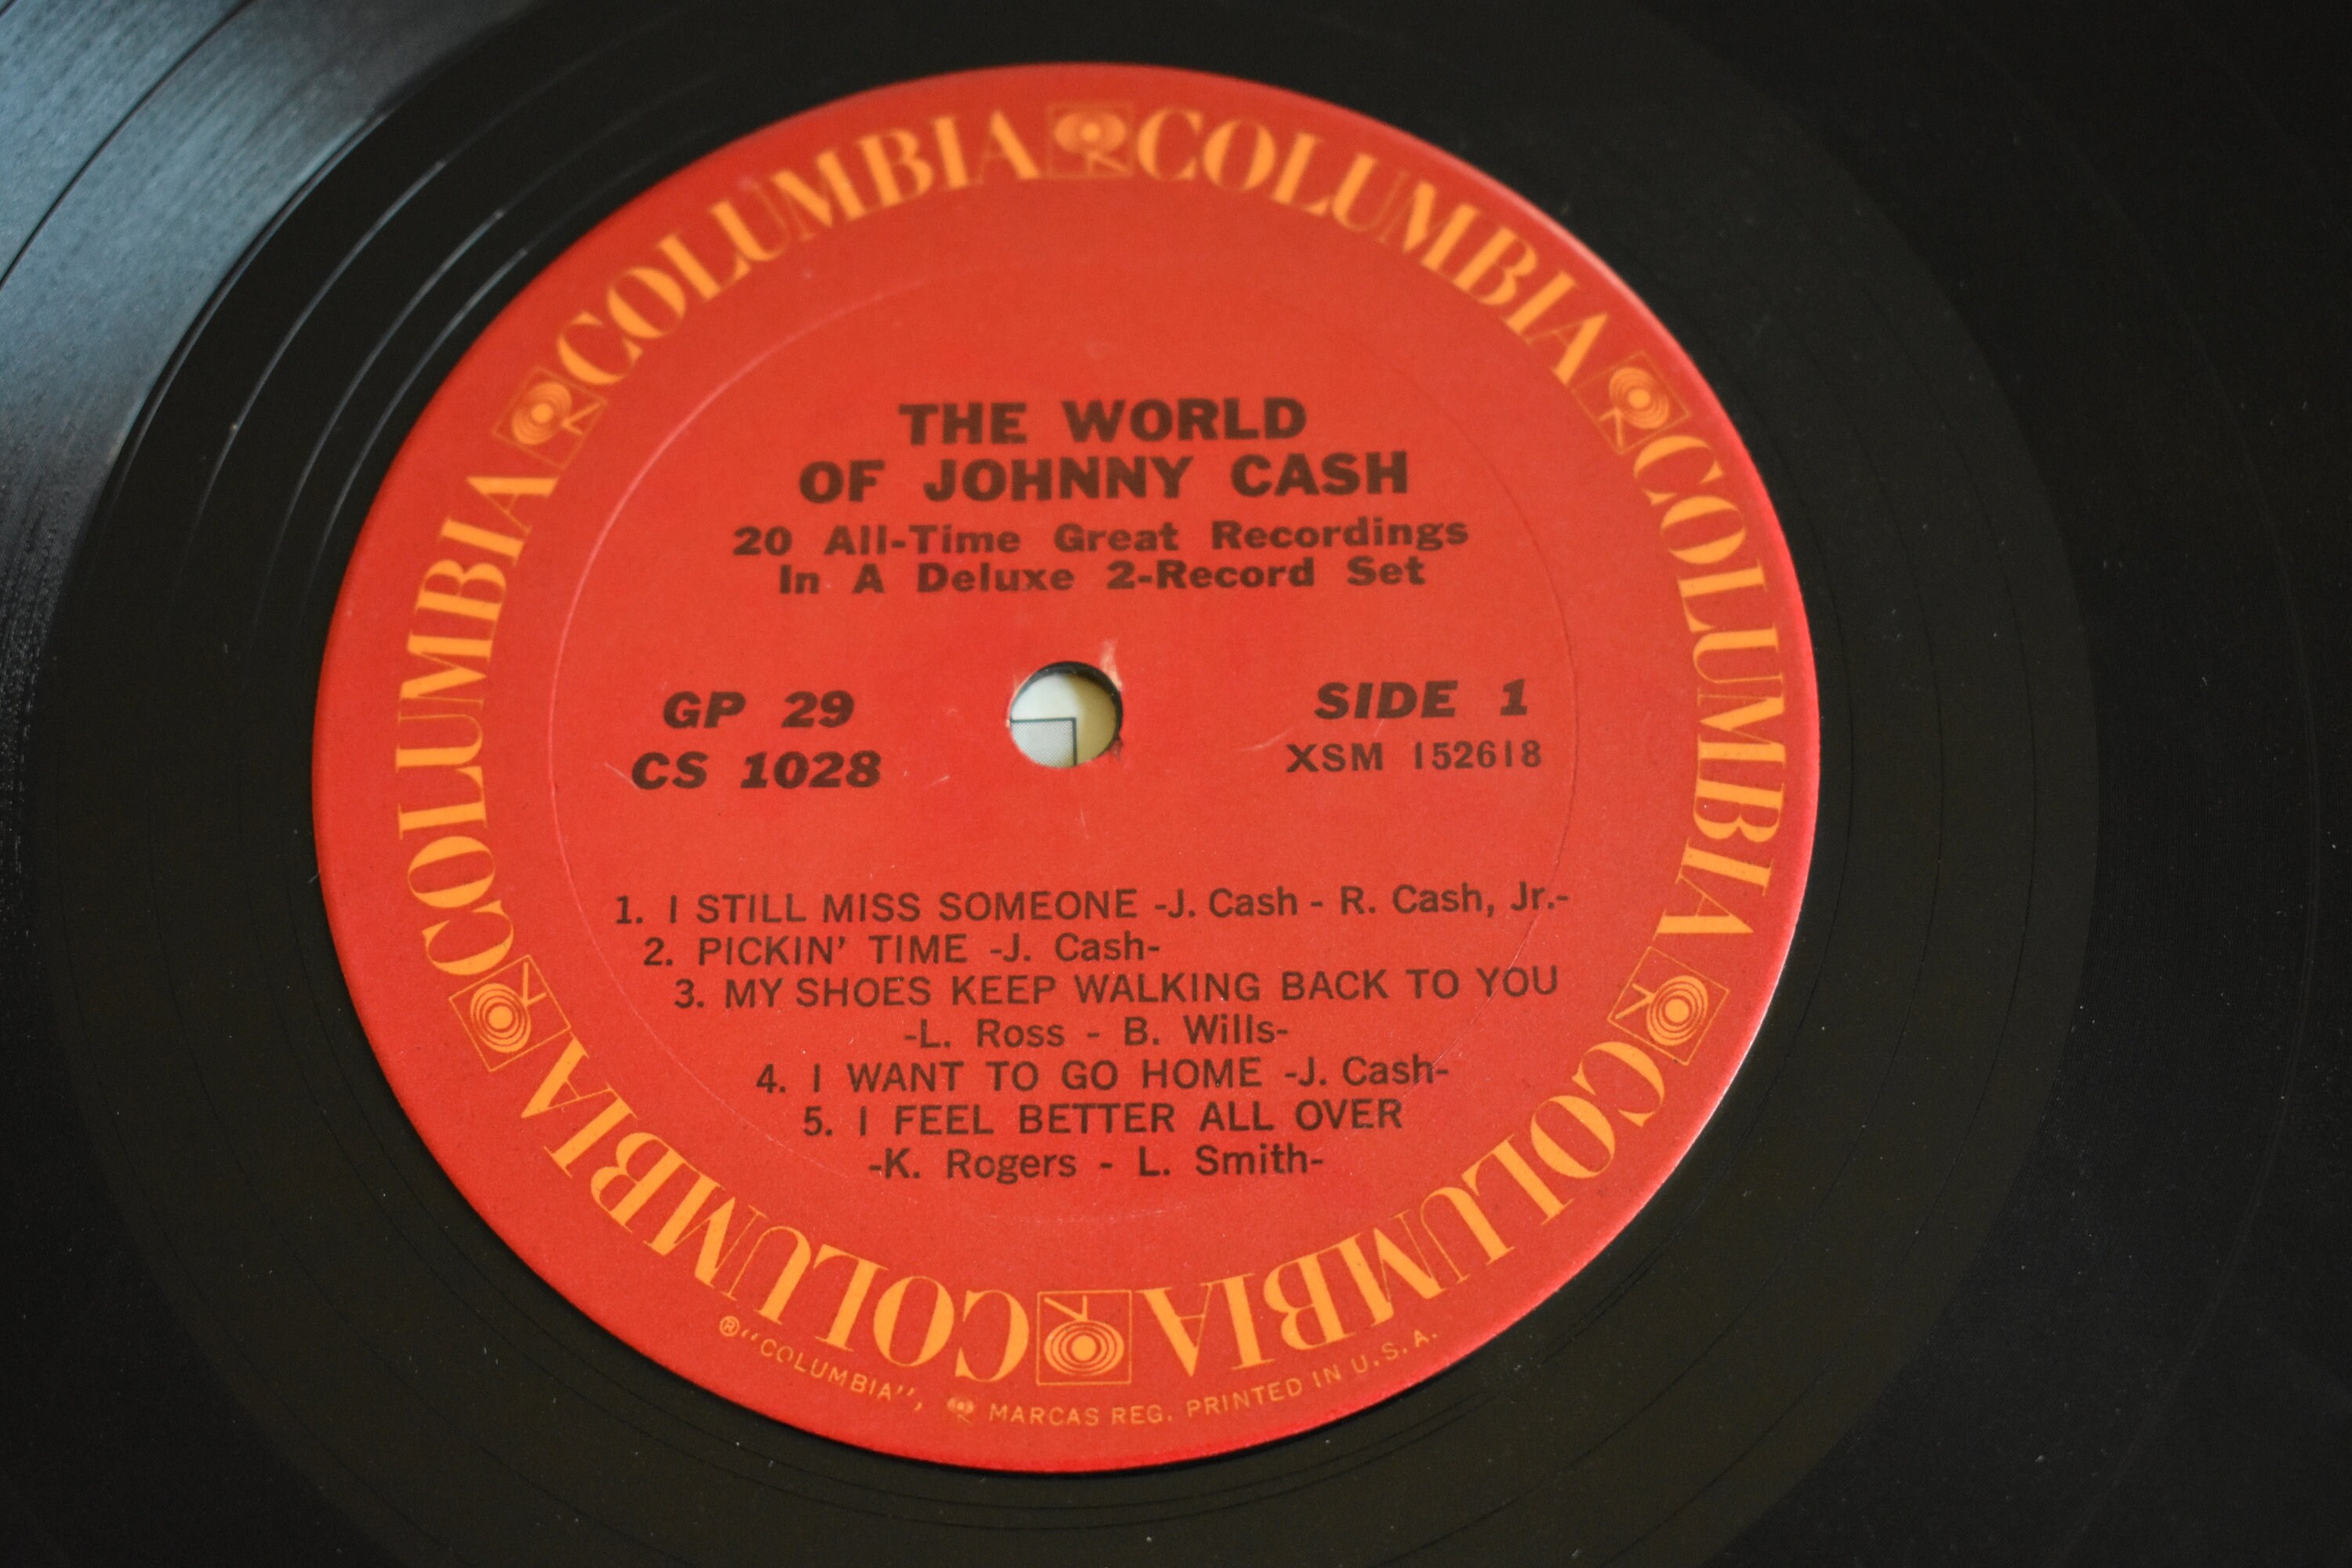 COLUMBIA COLUMBIA COLUMBIA COLUMBIA COLUMBIA COLUMBIA
THE WORLD
OF JOHNNY CASH
20 All-Time Great Recordings
In A Deluxe 2-Record Set
GP 29
CS 1028
SIDE 1
XSM 152618
1. I STILL MISS SOMEONE -J. Cash - R. Cash, Jr.-
2. PICKIN' TIME -J. Cash-
3. MY SHOES KEEP WALKING BACK TO YOU
-L. Ross - B. Wills-
4. I WANT TO GO HOME -J. Cash-
5. I FEEL BETTER ALL OVER
-K. Rogers - L. Smith-
®"COLUMBIA", MARCAS REG. PRINTED IN U.S.A.